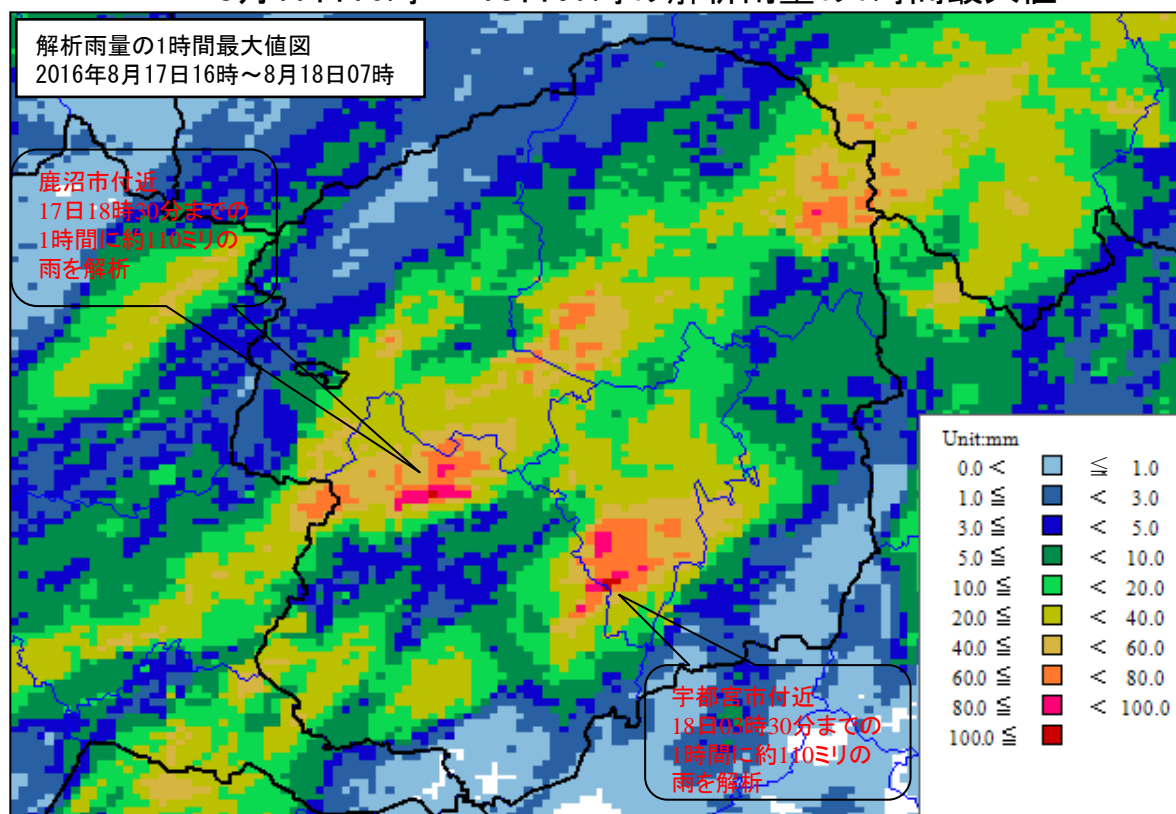 解析雨量の1時間最大値図
2016年8月17日16時～8月18日07時
鹿沼市付近
17日18時30分までの
1時間に約110ミリの
雨を解析
宇都宮市付近
18日03時30分までの
1時間に約110ミリの
雨を解析
Unit:mm
0.0 < ≦ 1.0
1.0 ≦ < 3.0
3.0 ≦ < 5.0
5.0 ≦ < 10.0
10.0 ≦ < 20.0
20.0 ≦ < 40.0
40.0 ≦ < 60.0
60.0 ≦ < 80.0
80.0 ≦ < 100.0
100.0 ≦